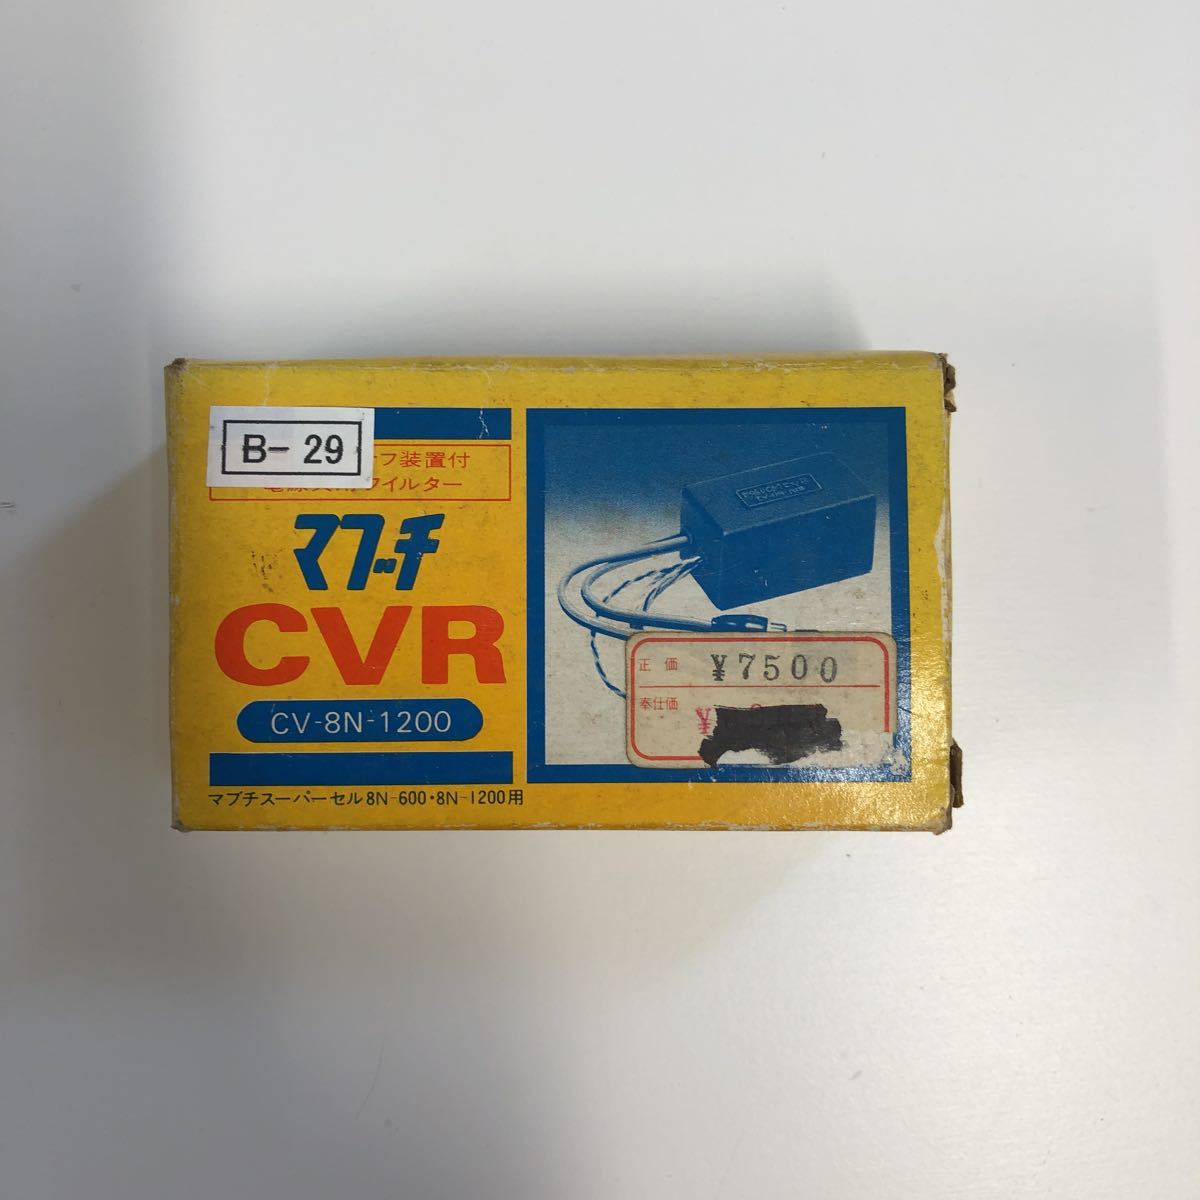 B-29
フ装置付
フィルター
マブチ
CVR
CV-8N-1200
マブチスーパーセル8N-600・8N-1200用
正価 ¥7500
奉仕価 ¥